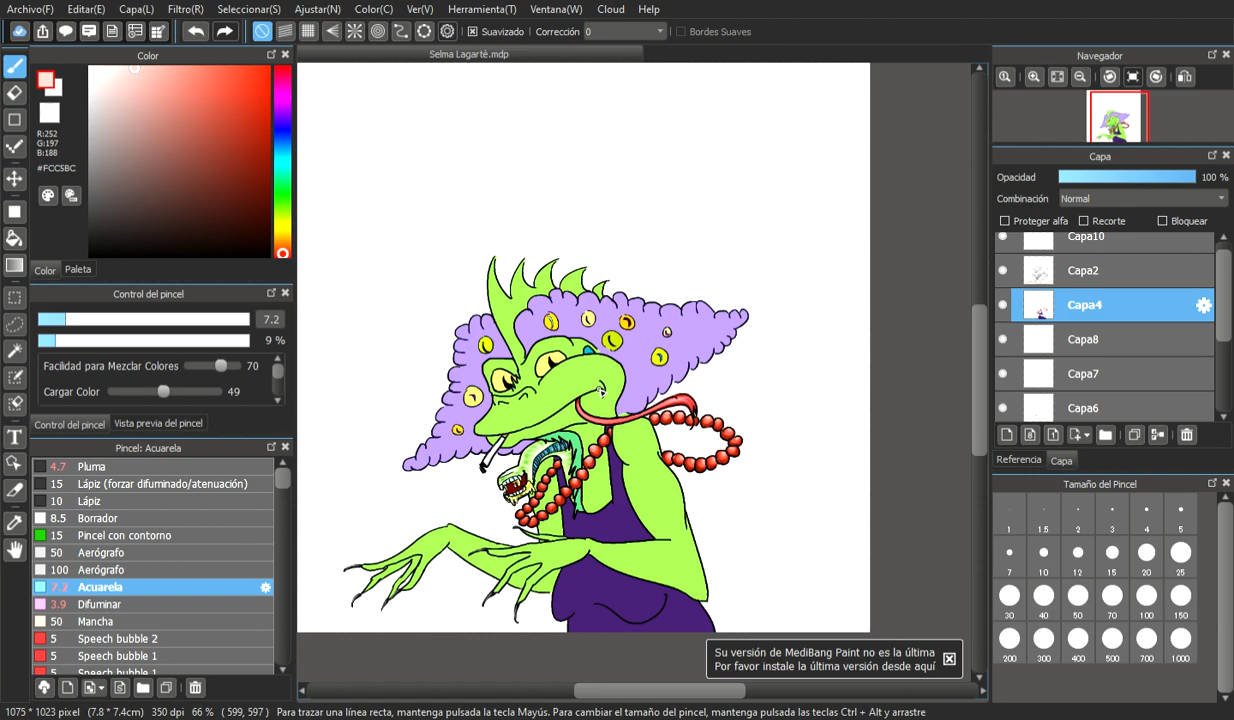 Archivo(F) Editar(E) Capa(L) Filtro(R) Seleccionar(S) Ajustar(N) Color(C) Ver(V) Herramienta(T) Ventana(W) Cloud Help
Suavizado Corrección 0 Bordes Suaves
Color
R:252
G:197
B:188
#FCC5BC
Color Paleta
Control del pincel
7.2
9 %
Facilidad para Mezclar Colores 70
Cargar Color 49
Control del pincel Vista previa del pincel
Pincel: Acuarela
4.7 Pluma
15 Lápiz (forzar difuminado/atenuación)
10 Lápiz
8.5 Borrador
15 Pincel con contorno
50 Aerógrafo
100 Aerógrafo
7.2 Acuarela
3.9 Difuminar
50 Mancha
5 Speech bubble 2
5 Speech bubble 1
5 Speech bubble 1
Selma Lagarté.mdp
Su versión de MediBang Paint no es la última
Por favor instale la última versión desde aquí
Navegador
Capa
Opacidad 100 %
Combinación Normal
Proteger alfa Recorte Bloquear
Capa10
Capa2
Capa4
Capa8
Capa7
Capa6
Referencia Capa
Tamaño del Pincel
1 1.5 2 3 4 5
7 10 12 15 20 25
30 40 50 70 100 150
200 300 400 500 700 1000
1075 * 1023 pixel (7.8 * 7.4cm) 350 dpi 66 % ( 599, 597 ) Para trazar una línea recta, mantenga pulsada la tecla Mayús. Para cambiar el tamaño del pincel, mantenga pulsadas las teclas Ctrl + Alt y arrastre